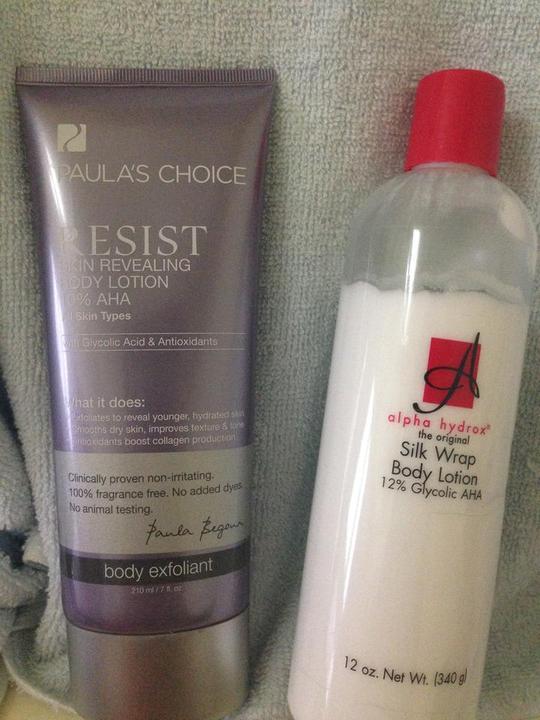 PAULA'S CHOICE
RESIST
SKIN REVEALING
BODY LOTION
10% AHA
All Skin Types
with Glycolic Acid & Antioxidants
What it does:
Exfoliates to reveal younger, hydrated skin
Smooths dry skin, improves texture & tone
Antioxidants boost collagen production
Clinically proven non-irritating.
100% fragrance free. No added dyes.
No animal testing.
Paula Begoun
body exfoliant
210 ml / 7 fl. oz.
A
alpha hydrox®
the original
Silk Wrap
Body Lotion
12% Glycolic AHA
12 oz. Net Wt. (340 g)